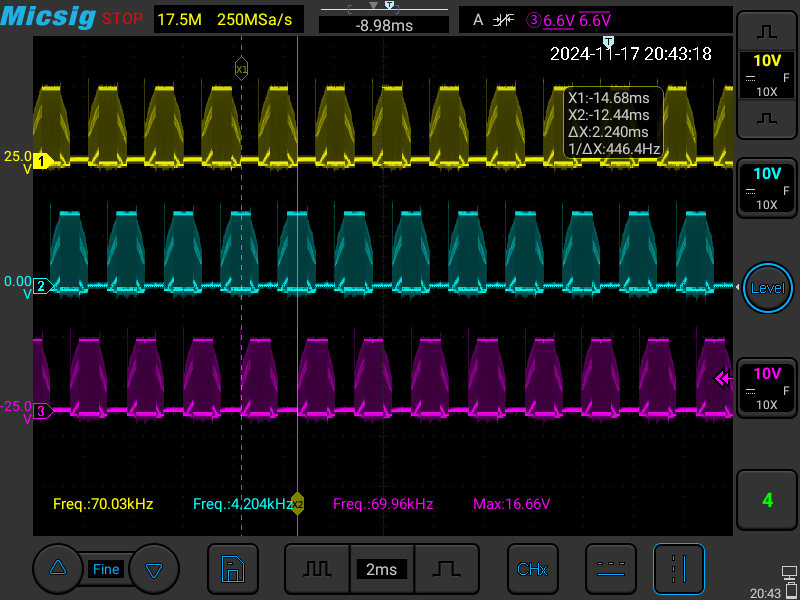 Micsig STOP 17.5M 250MSa/s -8.98ms A 3 6.6V 6.6V
T
T
2024-11-17 20:43:18
X1
X1:-14.68ms
X2:-12.44ms
ΔX:2.240ms
1/ΔX:446.4Hz
25.0
V
1
0.00
V
2
-25.0
V
3
Freq.:70.03kHz Freq.:4.204kHz X2 Freq.:69.96kHz Max:16.66V
10V
F
10X
10V
F
10X
Level
10V
F
10X
4
Fine 2ms CHx
20:43